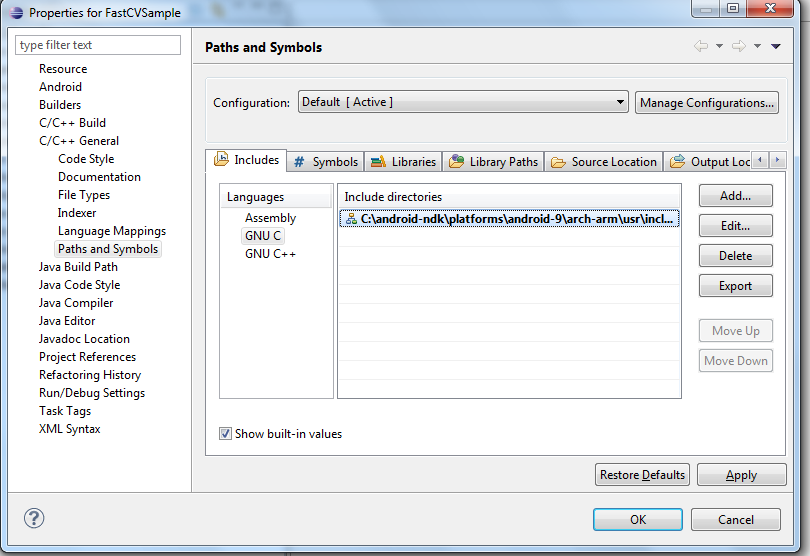 Properties for FastCVSample
type filter text
Resource
Android
Builders
C/C++ Build
C/C++ General
Code Style
Documentation
File Types
Indexer
Language Mappings
Paths and Symbols
Java Build Path
Java Code Style
Java Compiler
Java Editor
Javadoc Location
Project References
Refactoring History
Run/Debug Settings
Task Tags
XML Syntax
Paths and Symbols
Configuration: Default [ Active ] Manage Configurations...
Includes # Symbols Libraries Library Paths Source Location Output Loc
Languages
Assembly
GNU C
GNU C++
Include directories
C:\android-ndk\platforms\android-9\arch-arm\usr\incl...
Add...
Edit...
Delete
Export
Move Up
Move Down
Show built-in values
Restore Defaults Apply
? OK Cancel